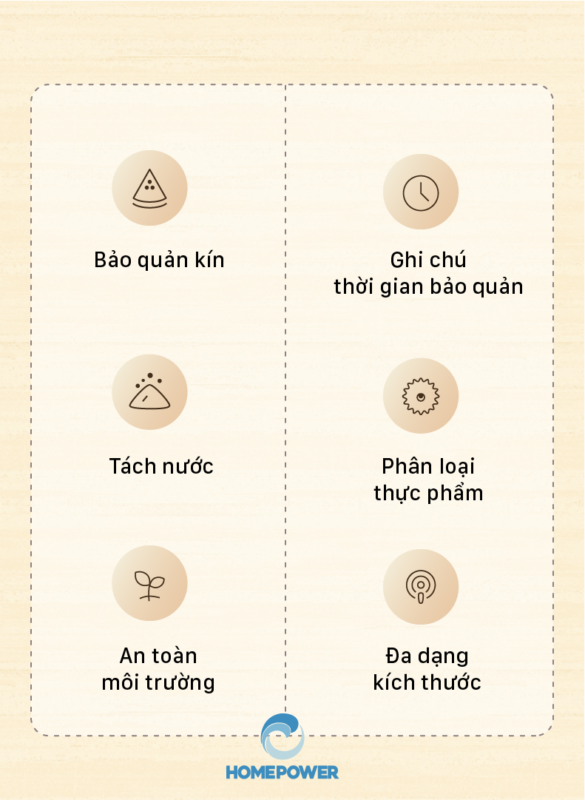 Bảo quản kín
Ghi chú
thời gian bảo quản
Tách nước
Phân loại
thực phẩm
An toàn
môi trường
Đa dạng
kích thước
HOMEPOWER